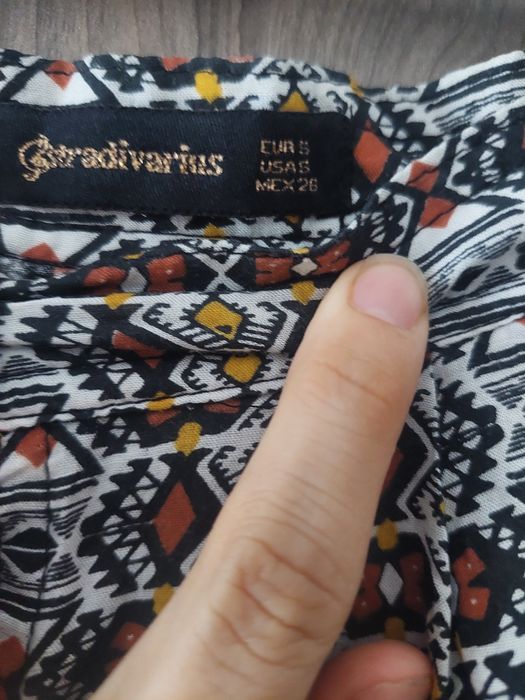 Stradivarius
EUR S
USA S
MEX 26